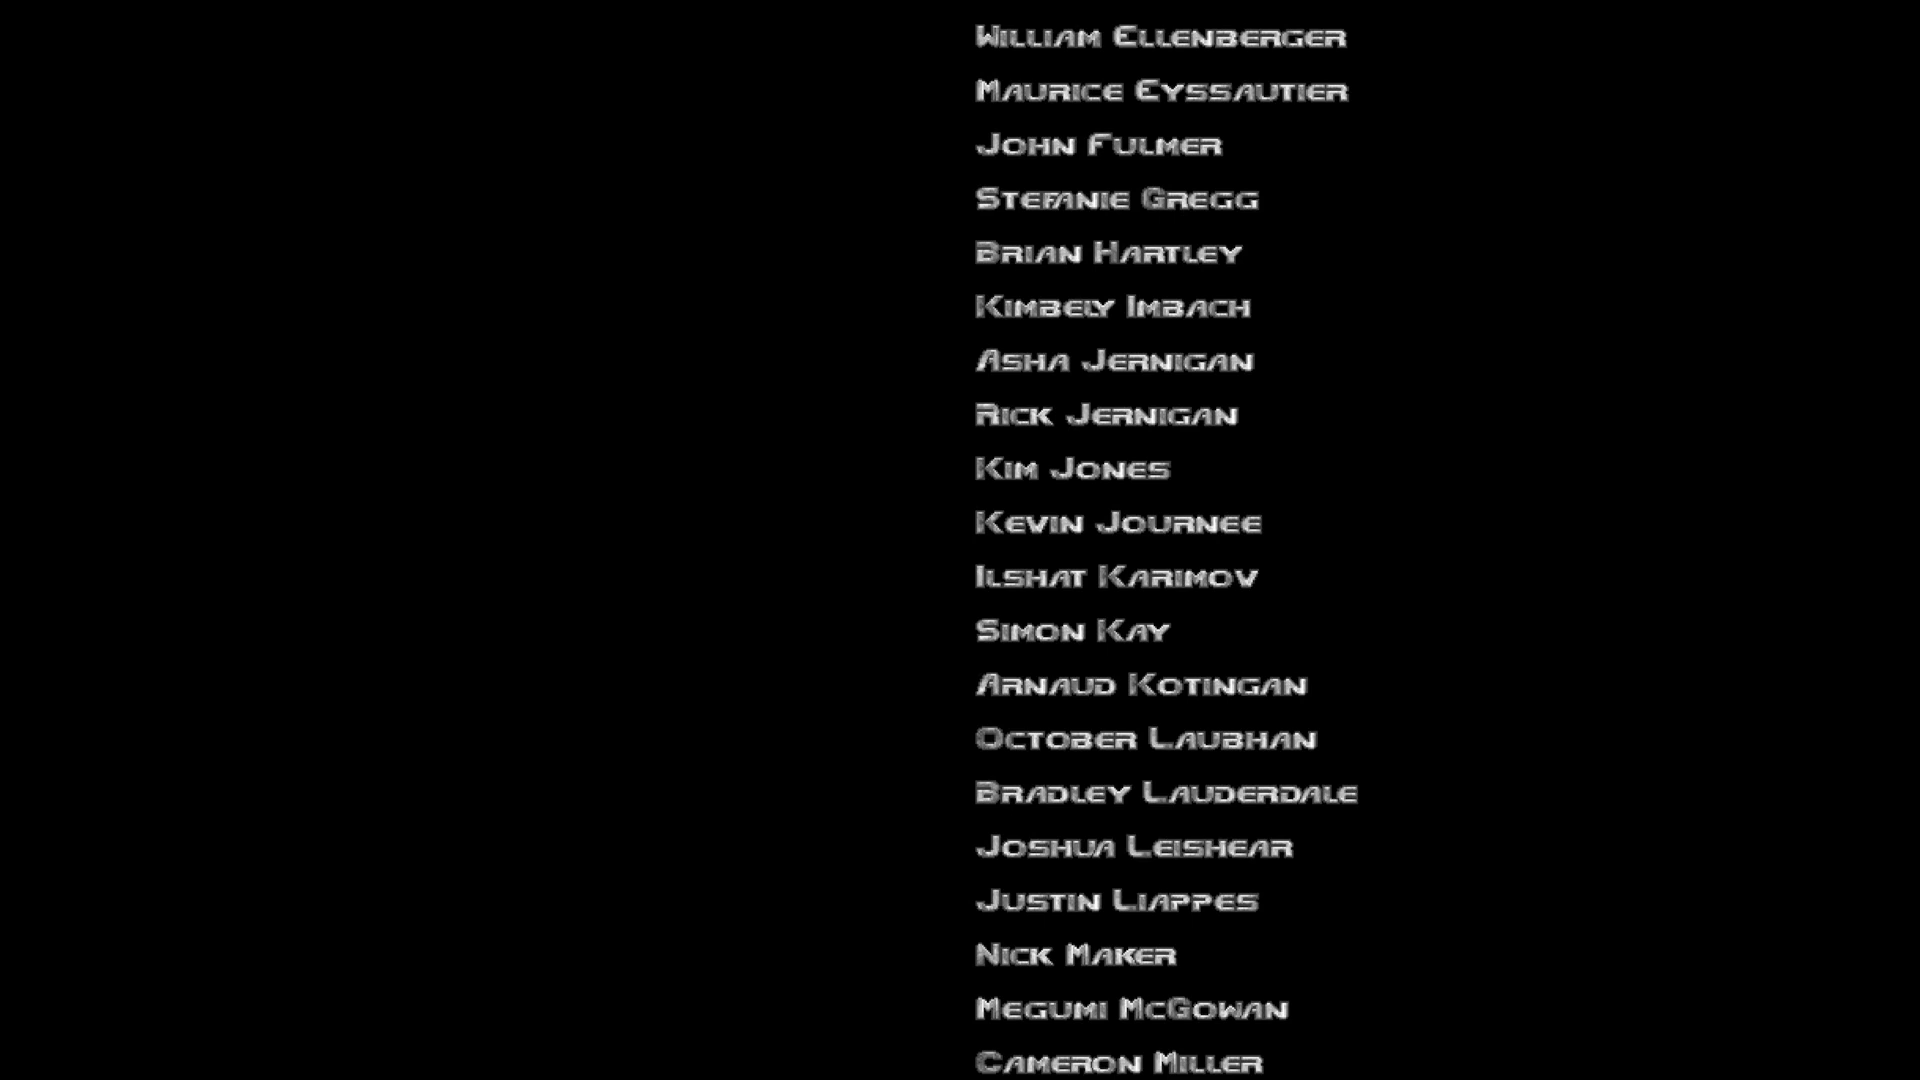 William Ellenberger
Maurice Eyssautier
John Fulmer
Stefanie Gregg
Brian Hartley
Kimbely Imbach
Asha Jernigan
Rick Jernigan
Kim Jones
Kevin Journee
Ilshat Karimov
Simon Kay
Arnaud Kotingan
October Laubhan
Bradley Lauderdale
Joshua Leishear
Justin Liappes
Nick Maker
Megumi McGowan
Cameron Miller